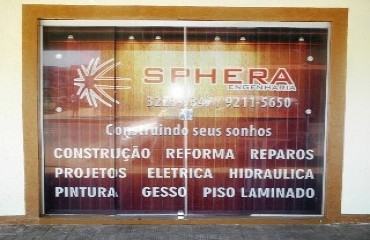 SPHERA
ENGENHARIA
9211-5650
Construindo seus sonhos
CONSTRUÇÃO REFORMA REPAROS
PROJETOS ELETRICA HIDRAULICA
PINTURA GESSO PISO LAMINADO